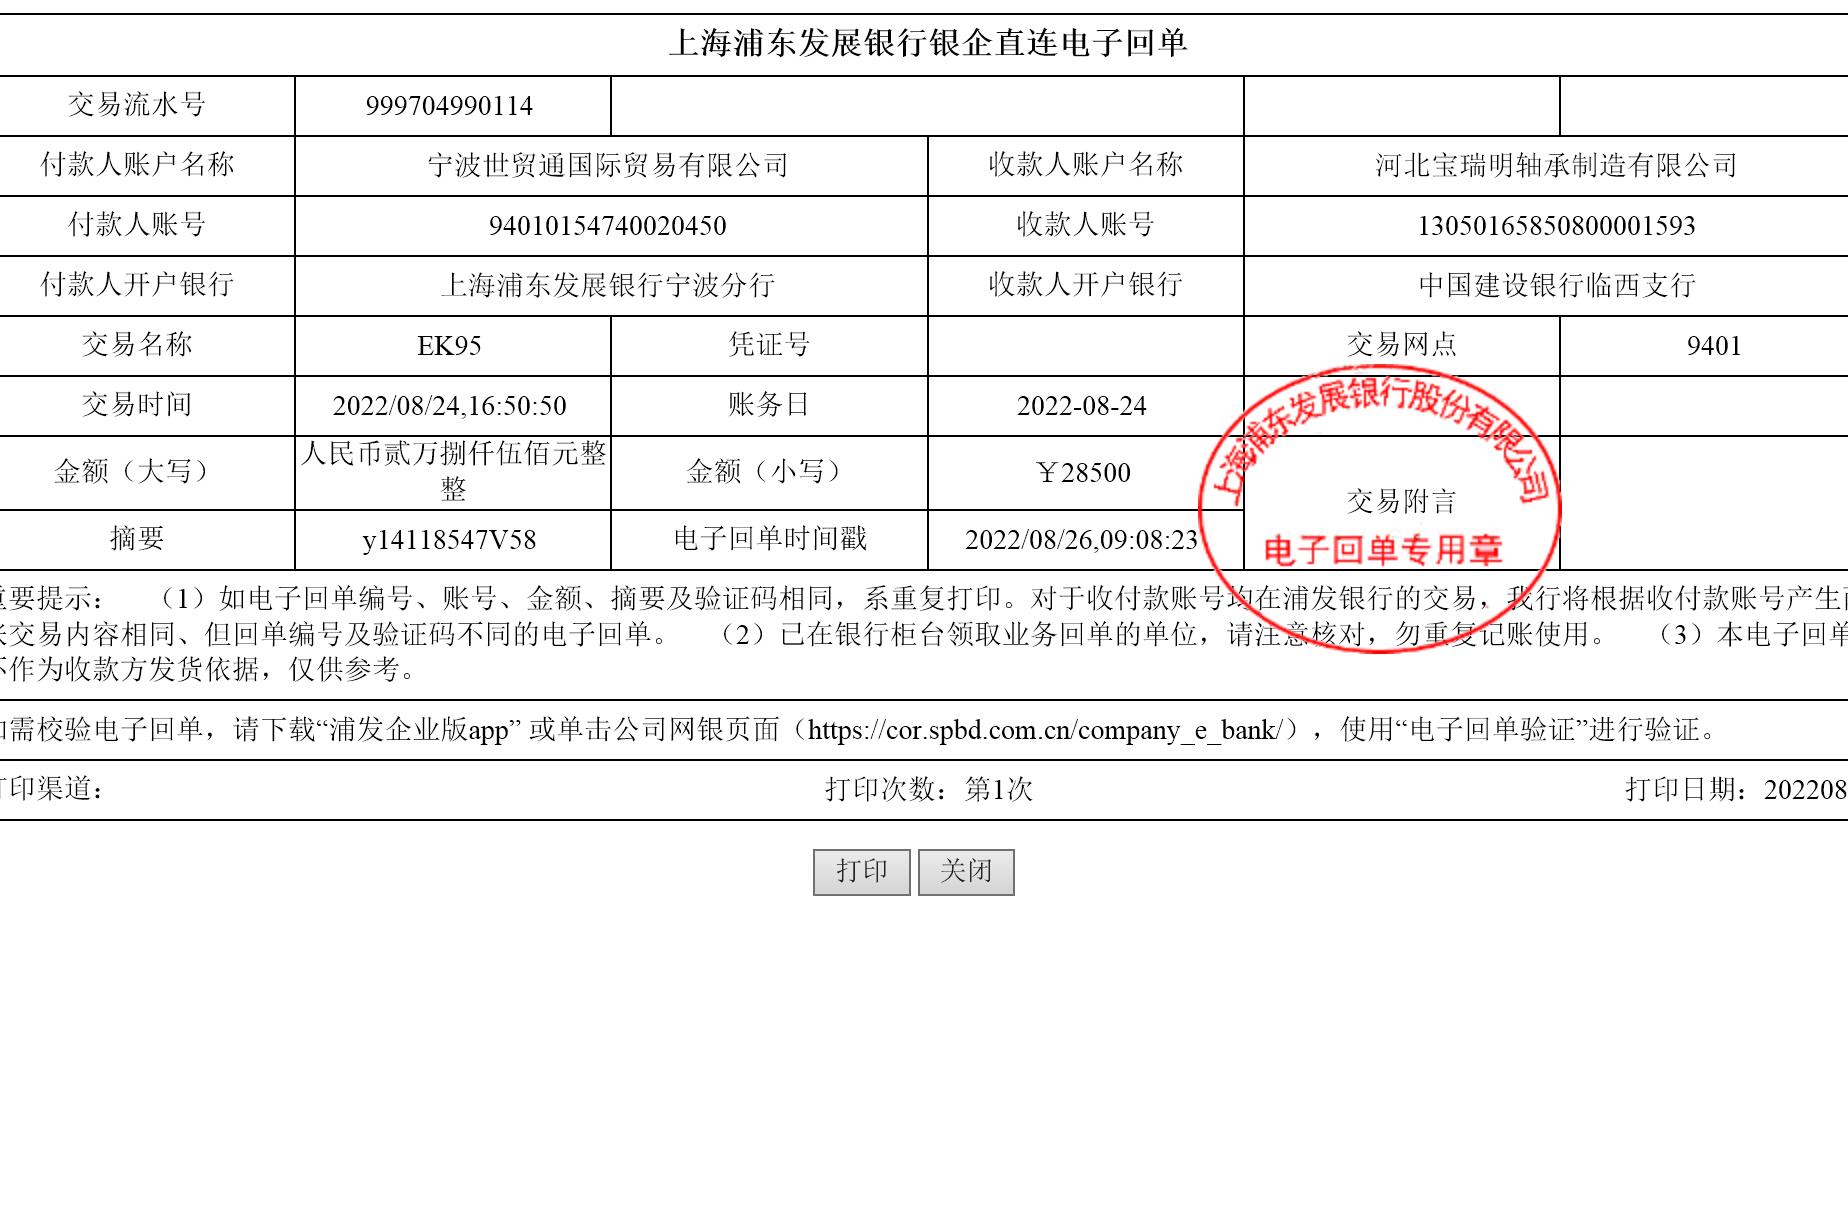 上海浦东发展银行银企直连电子回单
交易流水号 999704990114
付款人账户名称 宁波世贸通国际贸易有限公司 收款人账户名称 河北宝瑞明轴承制造有限公司
付款人账号 94010154740020450 收款人账号 13050165850800001593
付款人开户银行 上海浦东发展银行宁波分行 收款人开户银行 中国建设银行临西支行
交易名称 EK95 凭证号 交易网点 9401
交易时间 2022/08/24,16:50:50 账务日 2022-08-24
上海浦东发展银行股份有限公司
金额（大写） 人民币贰万捌仟伍佰元整 金额（小写） ￥28500
整
交易附言
摘要 y14118547V58 电子回单时间戳 2022/08/26,09:08:23
电子回单专用章
重要提示： （1）如电子回单编号、账号、金额、摘要及验证码相同，系重复打印。对于收付款账号均在浦发银行的交易，我行将根据收付款账号产生
交易内容相同、但回单编号及验证码不同的电子回单。 （2）已在银行柜台领取业务回单的单位，请注意核对，勿重复记账使用。 （3）本电子回单
不作为收款方发货依据，仅供参考。
如需校验电子回单，请下载“浦发企业版app” 或单击公司网银页面（https://cor.spbd.com.cn/company_e_bank/），使用“电子回单验证”进行验证。
打印渠道： 打印次数：第1次 打印日期：202208
打印 关闭